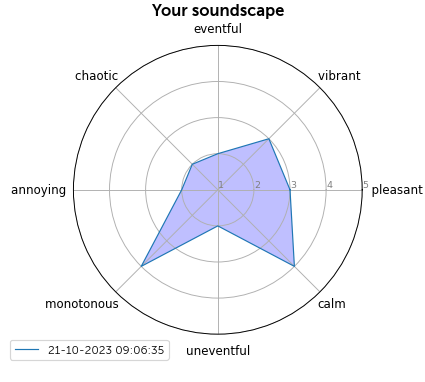 Your soundscape
eventful
chaotic
vibrant
annoying
1 2 3 4 5
pleasant
monotonous
calm
uneventful
21-10-2023 09:06:35